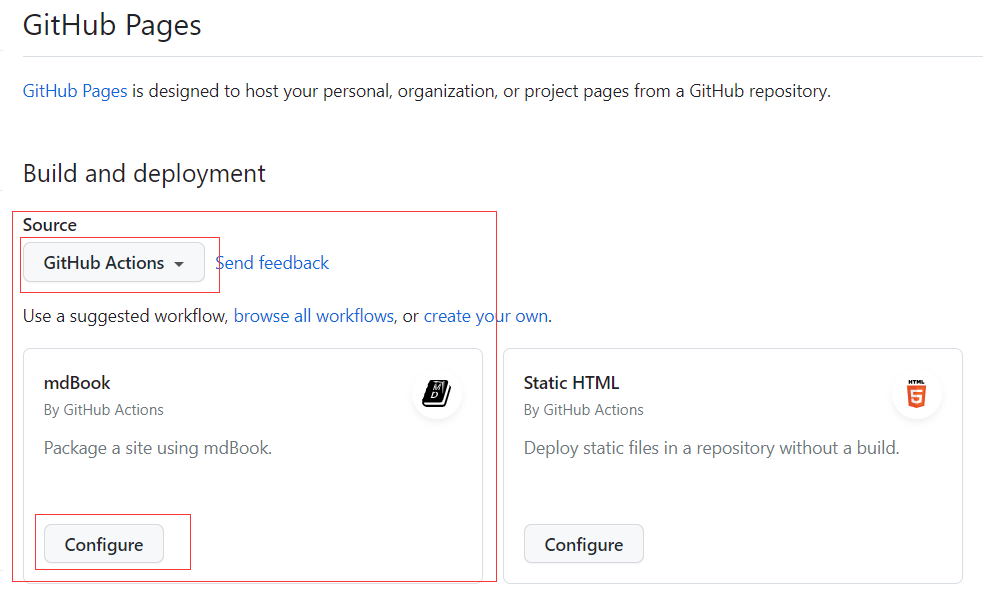 GitHub Pages
GitHub Pages is designed to host your personal, organization, or project pages from a GitHub repository.
Build and deployment
Source
GitHub Actions
Send feedback
Use a suggested workflow, browse all workflows, or create your own.
mdBook
By GitHub Actions
Package a site using mdBook.
Configure
MD
Static HTML
By GitHub Actions
Deploy static files in a repository without a build.
Configure
HTML
5